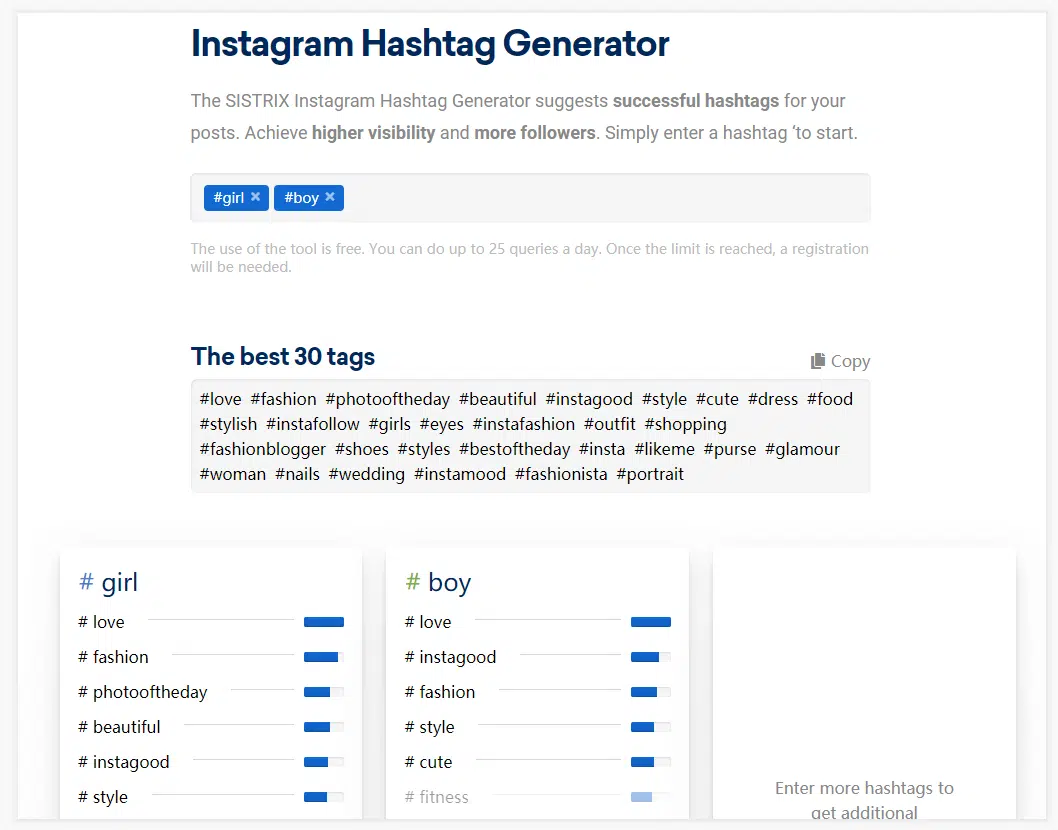 Instagram Hashtag Generator
The SISTRIX Instagram Hashtag Generator suggests successful hashtags for your
posts. Achieve higher visibility and more followers. Simply enter a hashtag ‘to start.
#girl × #boy ×
The use of the tool is free. You can do up to 25 queries a day. Once the limit is reached, a registration
will be needed.
The best 30 tags
Copy
#love #fashion #photooftheday #beautiful #instagood #style #cute #dress #food
#stylish #instafollow #girls #eyes #instafashion #outfit #shopping
#fashionblogger #shoes #styles #bestoftheday #insta #likeme #purse #glamour
#woman #nails #wedding #instamood #fashionista #portrait
# girl
# love
# fashion
# photooftheday
# beautiful
# instagood
# style
# boy
# love
# instagood
# fashion
# style
# cute
# fitness
Enter more hashtags to
get additional